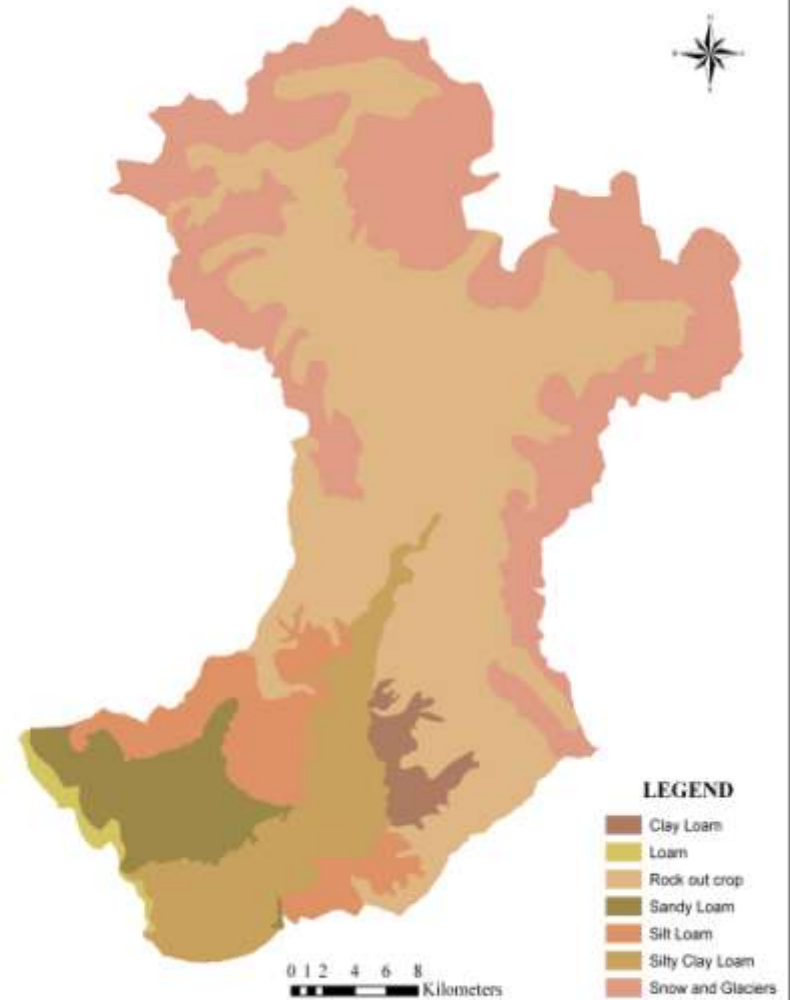 LEGEND
Clay Loam
Loam
Rock out crop
Sandy Loam
Silt Loam
Silty Clay Loam
Snow and Glaciers
0 1 2 4 6 8
Kilometers